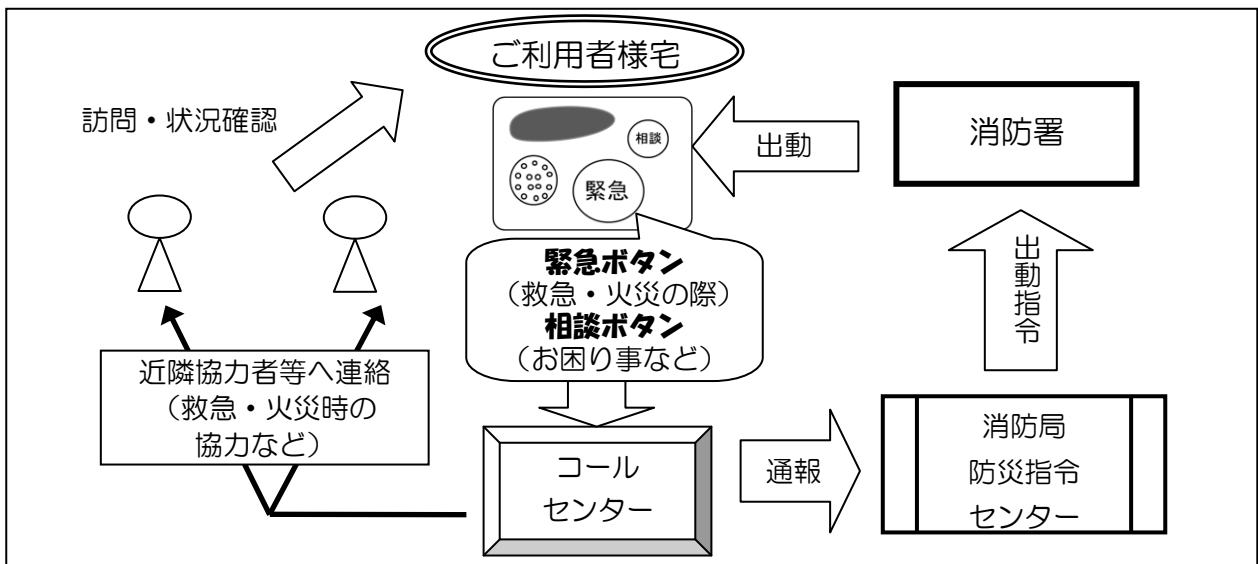 ご利用者様宅
訪問・状況確認
相談
緊急
出動
消防署
緊急ボタン
（救急・火災の際）
相談ボタン
（お困り事など）
出動指令
近隣協力者等へ連絡
（救急・火災時の
協力など）
コール
センター
通報
消防局
防災指令
センター